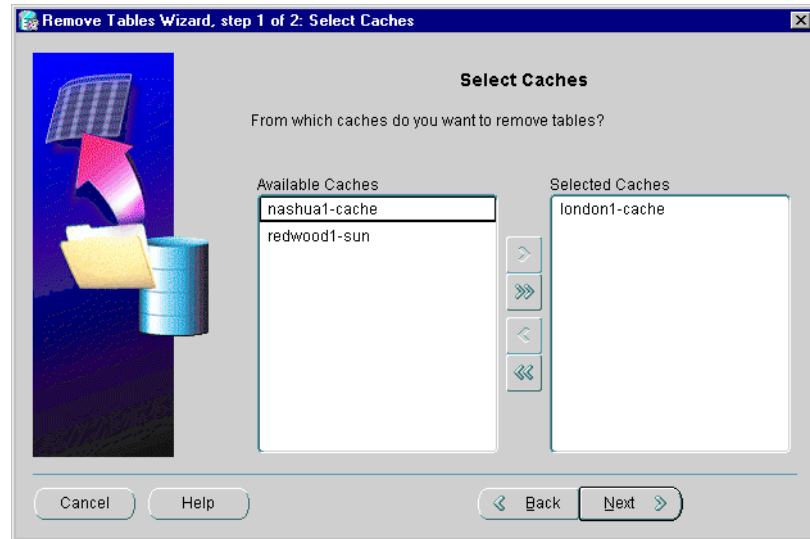 Remove Tables Wizard, step 1 of 2: Select Caches
Select Caches
From which caches do you want to remove tables?
Available Caches
nashua1-cache
redwood1-sun
Selected Caches
london1-cache
Cancel
Help
Back
Next